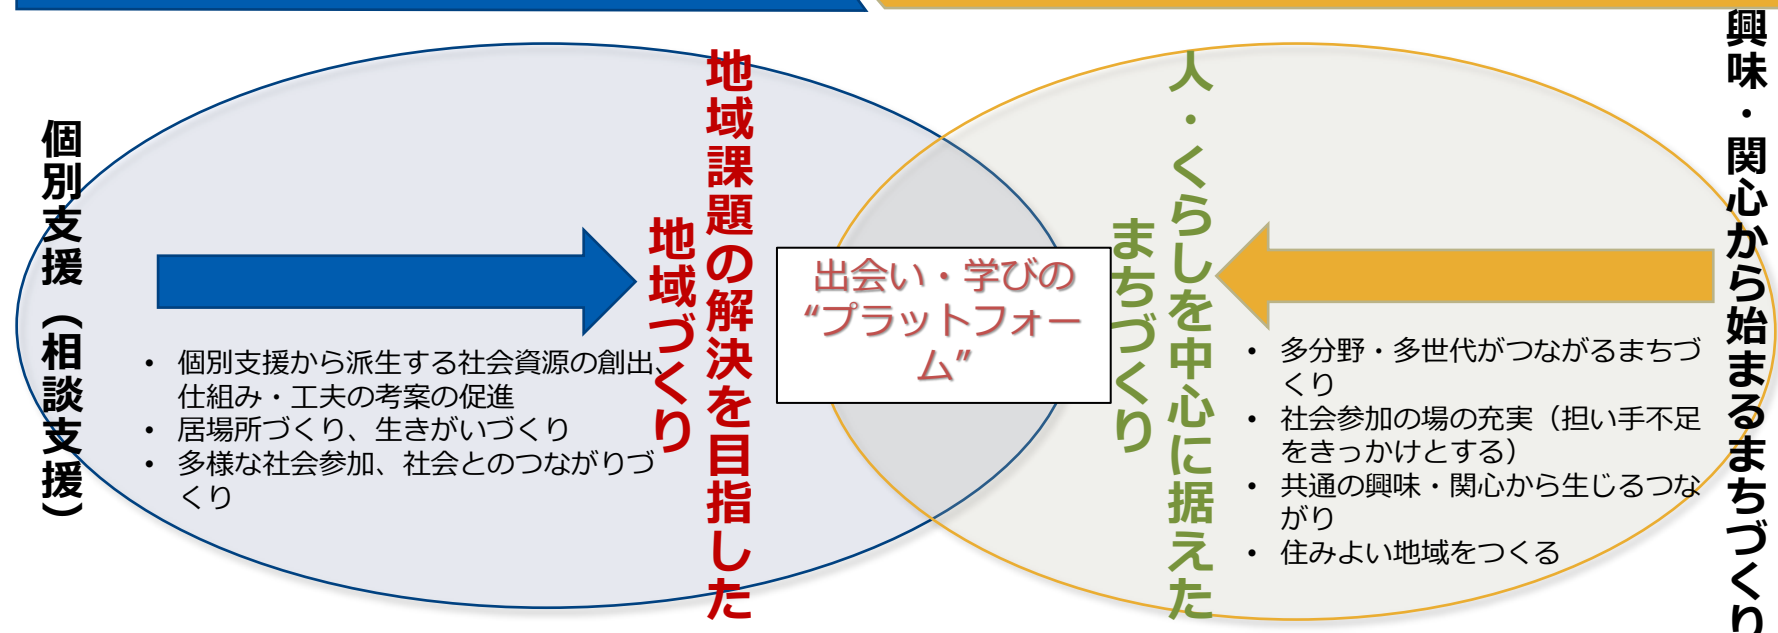 個別支援（相談支援）
地域課題の解決を目指した
地域づくり
• 個別支援から派生する社会資源の創出、
仕組み・工夫の考案の促進
• 居場所づくり、生きがいづくり
• 多様な社会参加、社会とのつながりづ
くり
出会い・学びの
“プラットフォー
ム”
人・くらしを中心に据えた
まちづくり
• 多分野・多世代がつながるまちづ
くり
• 社会参加の場の充実（担い手不足
をきっかけとする）
• 共通の興味・関心から生じるつな
がり
• 住みよい地域をつくる
興味・関心から始まるまちづくり